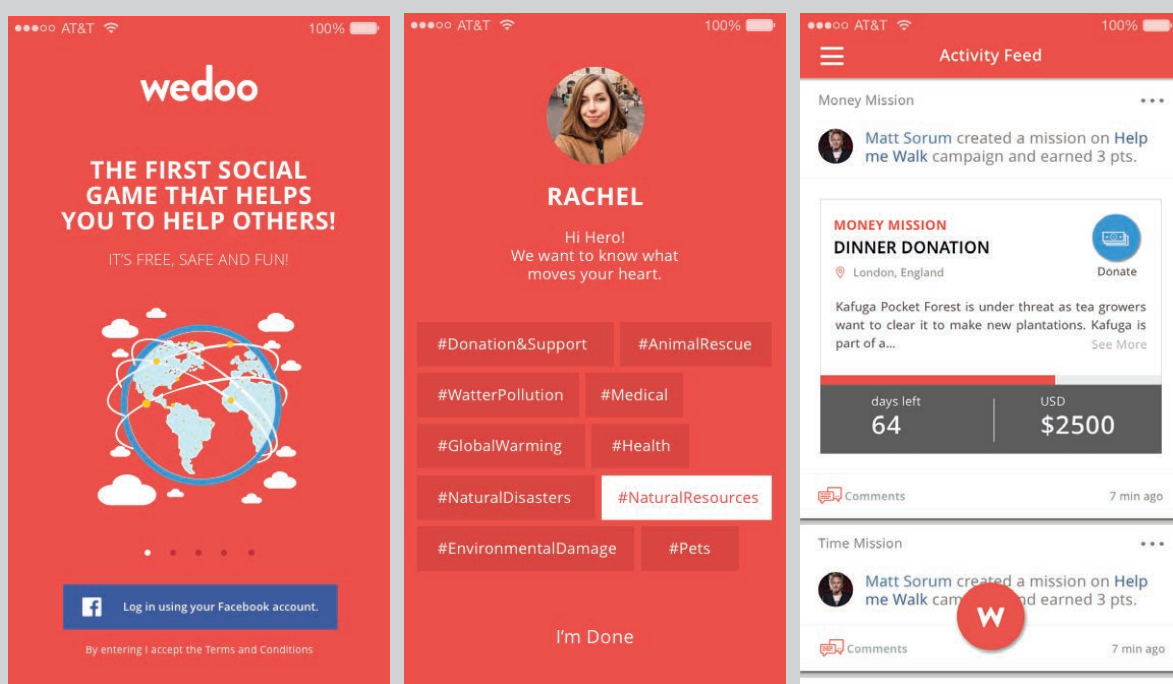 AT&T 100%
wedoo
THE FIRST SOCIAL
GAME THAT HELPS
YOU TO HELP OTHERS!
IT'S FREE, SAFE AND FUN!
Log in using your Facebook account.
By entering I accept the Terms and Conditions
AT&T 100%
RACHEL
Hi Hero!
We want to know what
moves your heart.
#Donation&Support #AnimalRescue
#WatterPollution #Medical
#GlobalWarming #Health
#NaturalDisasters #NaturalResources
#EnvironmentalDamage #Pets
I'm Done
AT&T 100%
Activity Feed
Money Mission
Matt Sorum created a mission on Help
me Walk campaign and earned 3 pts.
MONEY MISSION
DINNER DONATION
London, England
Donate
Kafuga Pocket Forest is under threat as tea growers
want to clear it to make new plantations. Kafuga is
part of a... See More
days left USD
64 $2500
Comments 7 min ago
Time Mission
Matt Sorum created a mission on Help
me Walk earned 3 pts.
W
Comments 7 min ago